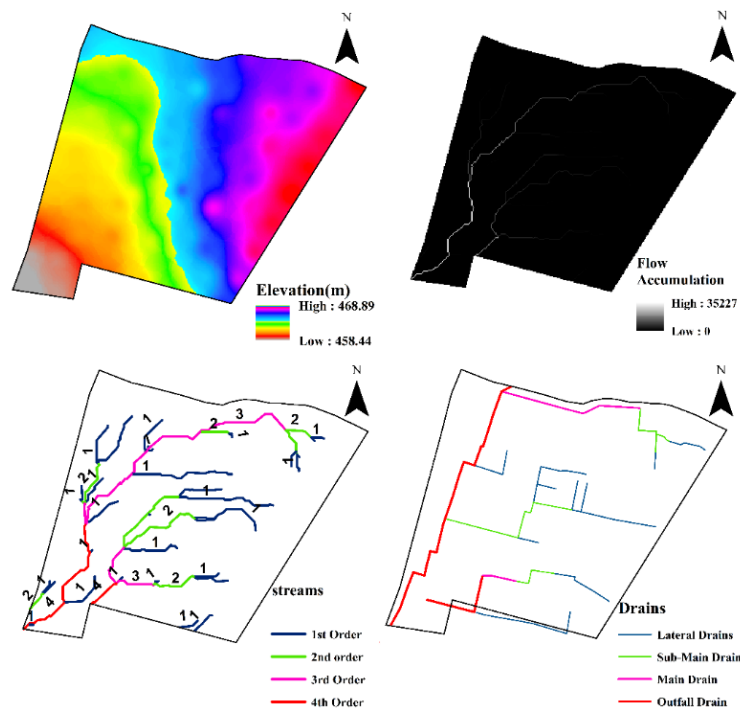 N
N
Elevation(m)
High : 468.89
Low : 458.44
Flow
Accumulation
High : 35227
Low : 0
N
N
1
3
2
2
1
1
1
1
1
1
2
1
1
1
1
1
2
1
1
1
1
1
3
1
2
1
1
4
4
2
1
1 1
streams
1st Order
2nd order
3rd Order
4th Order
Drains
Lateral Drains
Sub-Main Drain
Main Drain
Outfall Drain